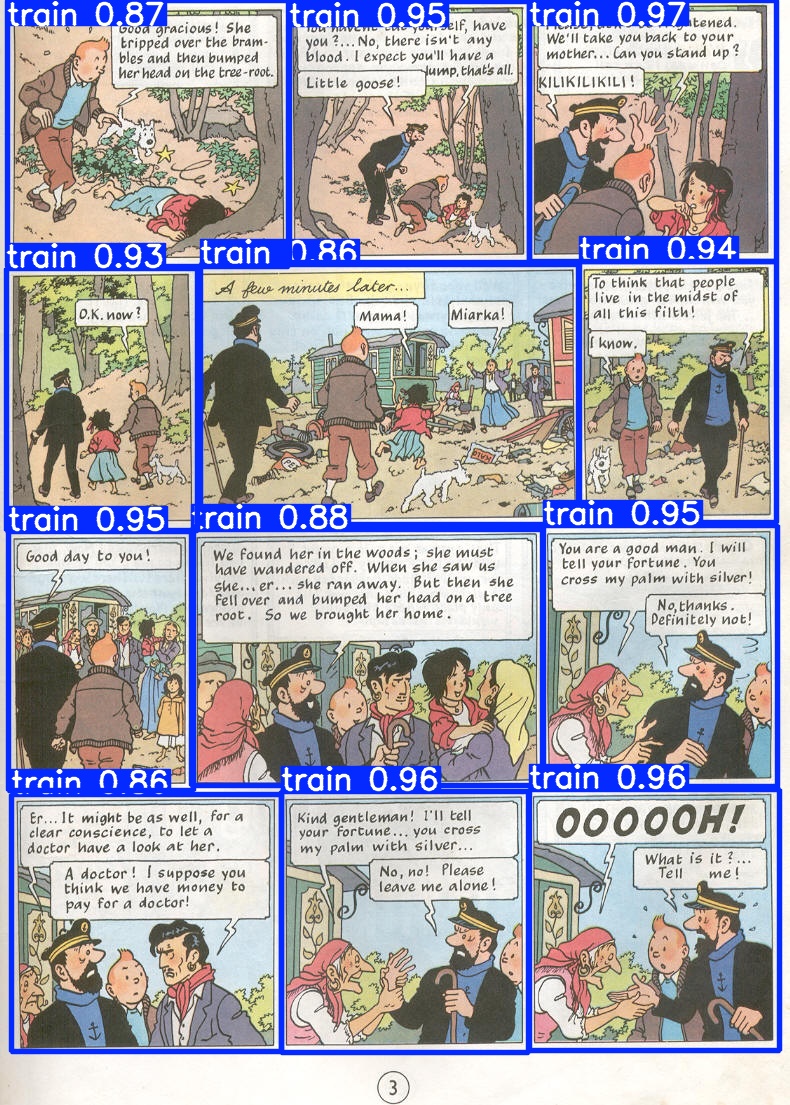 train 0.87
Good gracious! She
tripped over the bram-
bles and then bumped
her head on the tree-root.
train 0.95
you?... No, there isn't any
blood. I expect you'll have a
lump, that's all.
Little goose!
train 0.97
We'll take you back to your
mother... Can you stand up?
KILIKILIKILI!
train 0.93
O.K. now?
train 0.86
A few minutes later...
Mama!
Miarka!
train 0.94
To think that people
live in the midst of
all this filth!
I know.
train 0.95
Good day to you!
train 0.88
We found her in the woods; she must
have wandered off. When she saw us
she...er... she ran away. But then she
fell over and bumped her head on a tree
root. So we brought her home.
train 0.95
You are a good man. I will
tell your fortune. You
cross my palm with silver!
No, thanks.
Definitely not!
train 0.86
Er... It might be as well, for a
clear conscience, to let a
doctor have a look at her.
A doctor! I suppose you
think we have money to
pay for a doctor!
train 0.96
Kind gentleman! I'll tell
your fortune... you cross
my palm with silver...
No, no! Please
leave me alone!
train 0.96
OOOOOH!
What is it?...
Tell me!
3